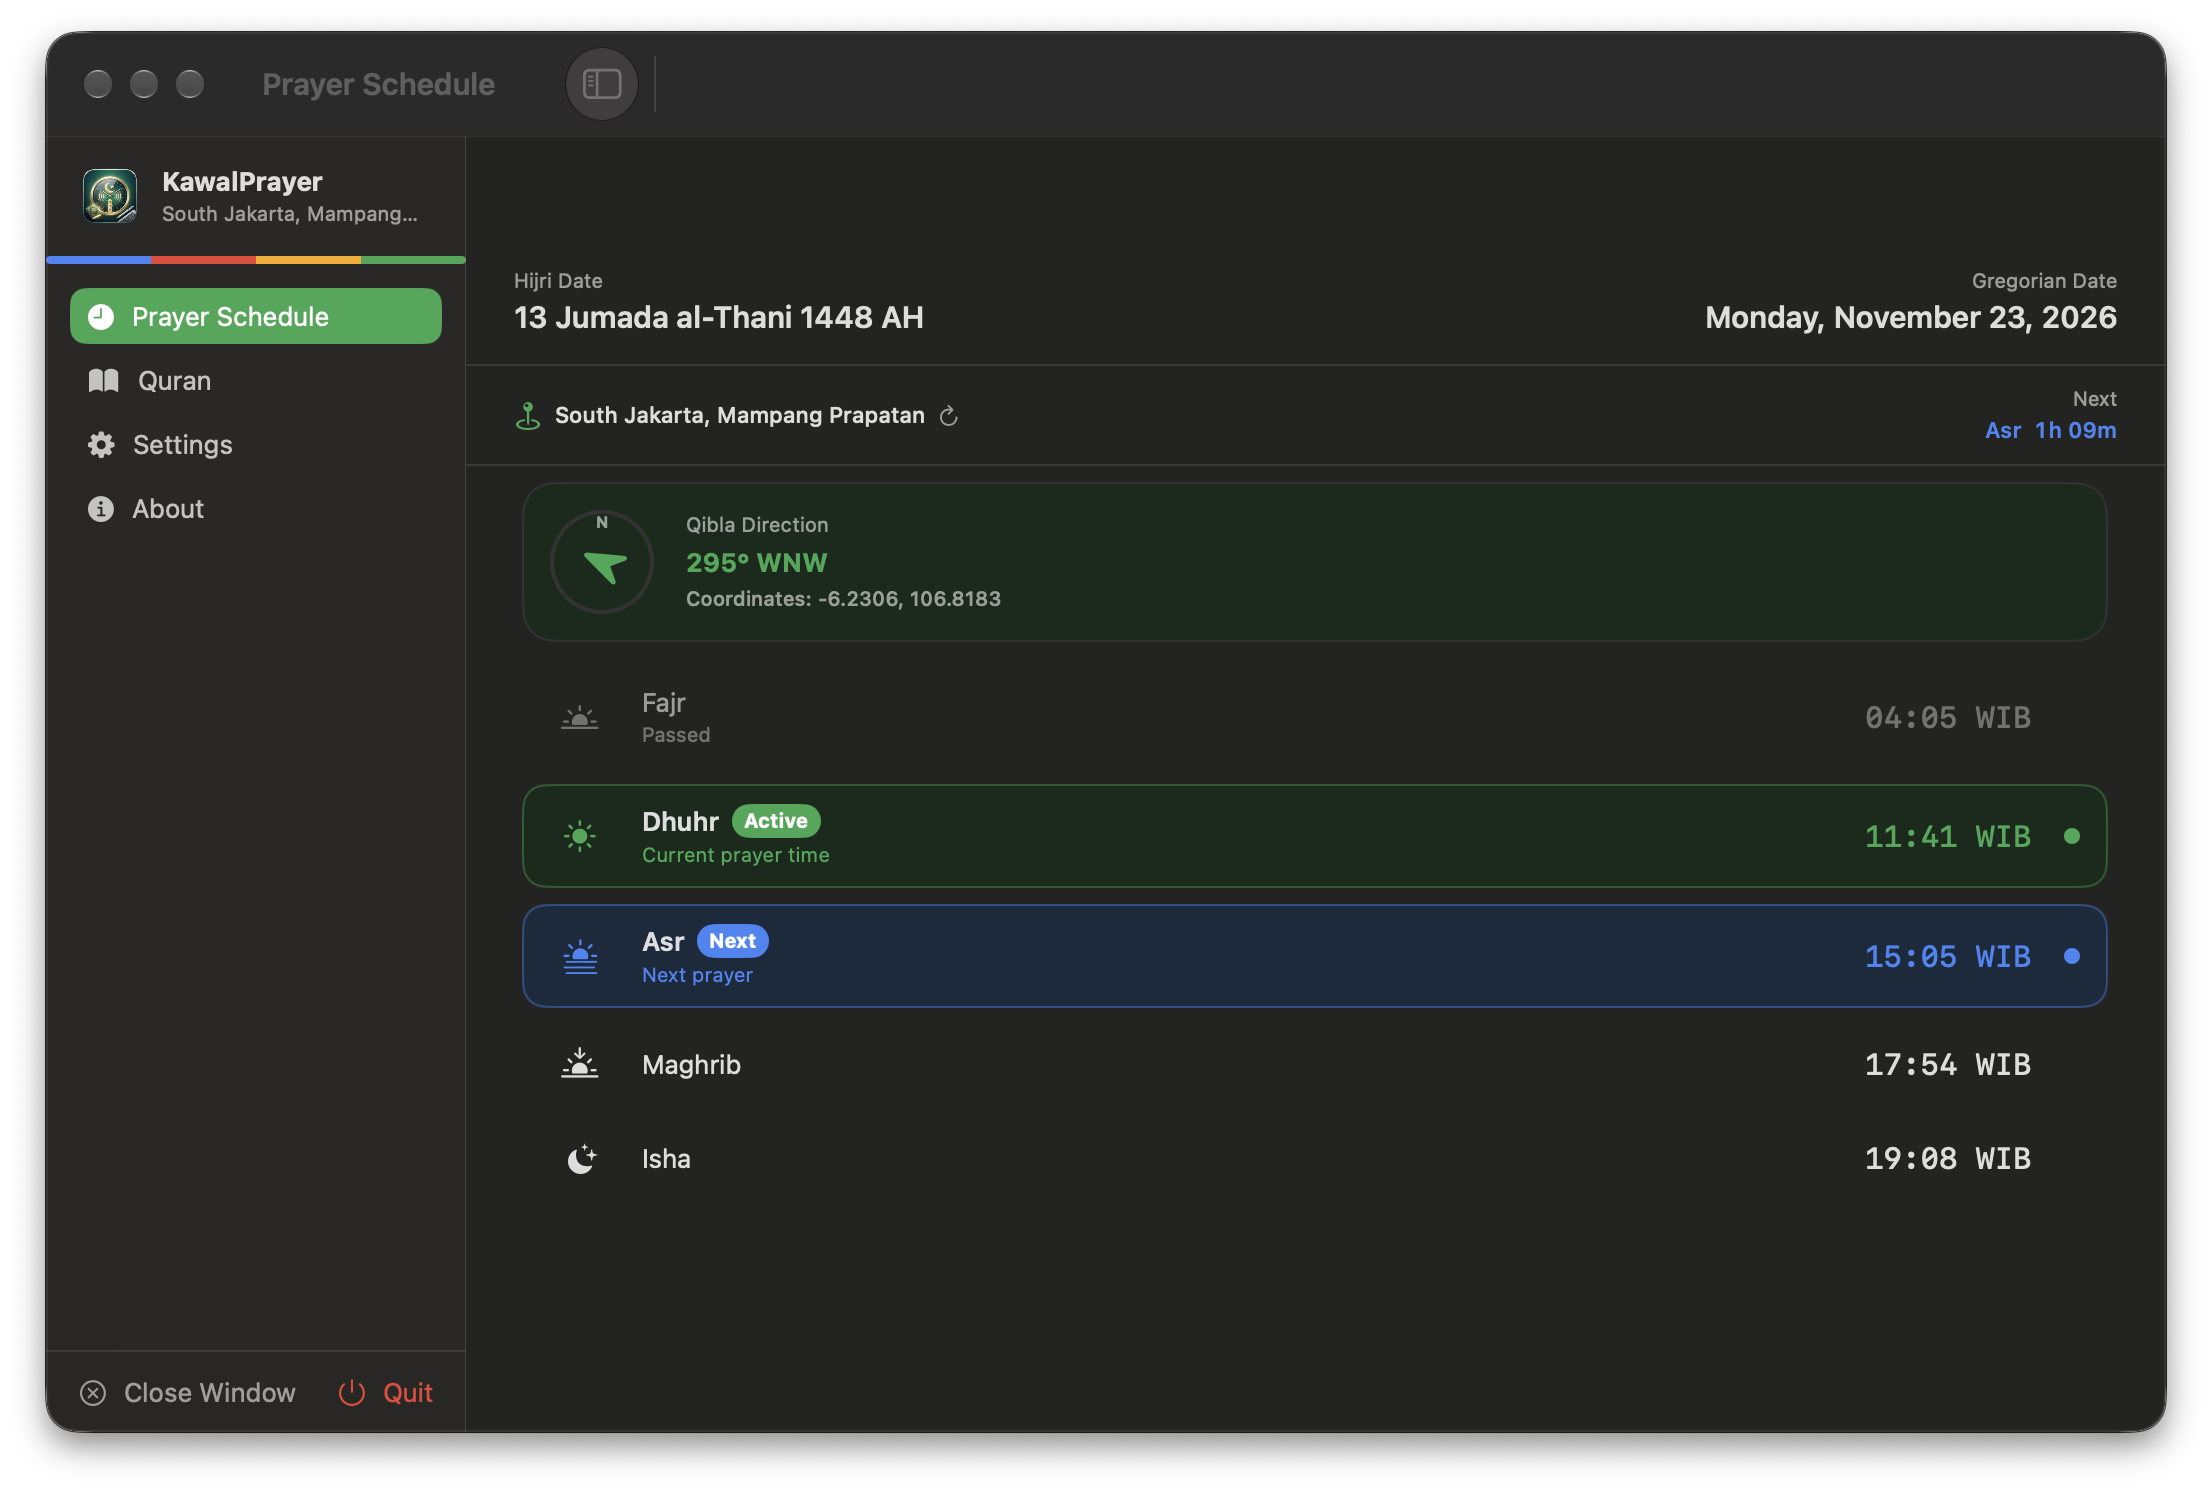 Prayer Schedule
KawalPrayer
South Jakarta, Mampang...
Prayer Schedule
Quran
Settings
About
Close Window
Quit
Hijri Date
13 Jumada al-Thani 1448 AH
Gregorian Date
Monday, November 23, 2026
South Jakarta, Mampang Prapatan
Next
Asr 1h 09m
N
Qibla Direction
295° WNW
Coordinates: -6.2306, 106.8183
Fajr
Passed
04:05 WIB
Dhuhr Active
Current prayer time
11:41 WIB
Asr Next
Next prayer
15:05 WIB
Maghrib
17:54 WIB
Isha
19:08 WIB